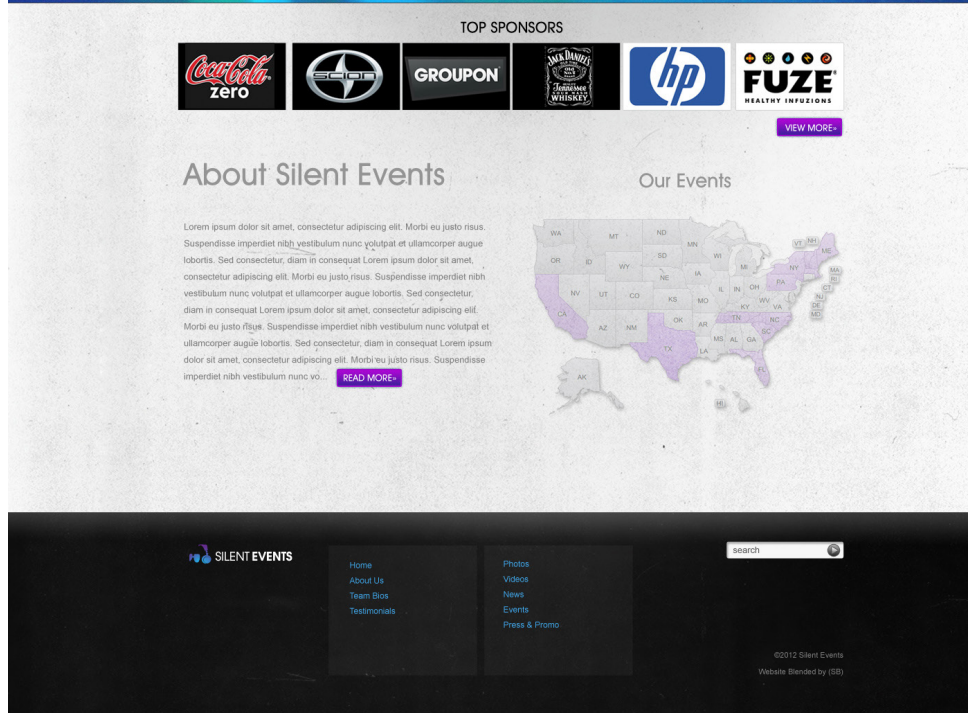 TOP SPONSORS
Coca-Cola
zero
SCION
GROUPON
JACK DANIEL'S
OLD TIME
Old
No. 7
BRAND
Tennessee
SOUR MASH
WHISKEY
hp
FUZE
HEALTHY INFUZIONS
VIEW MORE»
About Silent Events
Our Events
Lorem ipsum dolor sit amet, consectetur adipiscing elit. Morbi eu justo risus.
Suspendisse imperdiet nibh vestibulum nunc volutpat et ullamcorper augue
lobortis. Sed consectetur, diam in consequat Lorem ipsum dolor sit amet,
consectetur adipiscing elit. Morbi eu justo risus. Suspendisse imperdiet nibh
vestibulum nunc volutpat et ullamcorper augue lobortis. Sed consectetur,
diam in consequat Lorem ipsum dolor sit amet, consectetur adipiscing elit.
Morbi eu justo risus. Suspendisse imperdiet nibh vestibulum nunc volutpat et
ullamcorper augue lobortis. Sed consectetur, diam in consequat Lorem ipsum
dolor sit amet, consectetur adipiscing elit. Morbi eu justo risus. Suspendisse
imperdiet nibh vestibulum nunc vo... READ MORE»
WA MT ND MN VT NH ME
OR ID WY SD WI MI NY MA
RI
NE IA PA CT
NV UT CO KS MO IL IN OH WV VA NJ
DE
CA KY MD
AZ NM OK AR TN NC
SC
TX LA MS AL GA
FL
AK HI
SILENT EVENTS
Home
About Us
Team Bios
Testimonials
Photos
Videos
News
Events
Press & Promo
search
©2012 Silent Events
Website Blended by (SB)